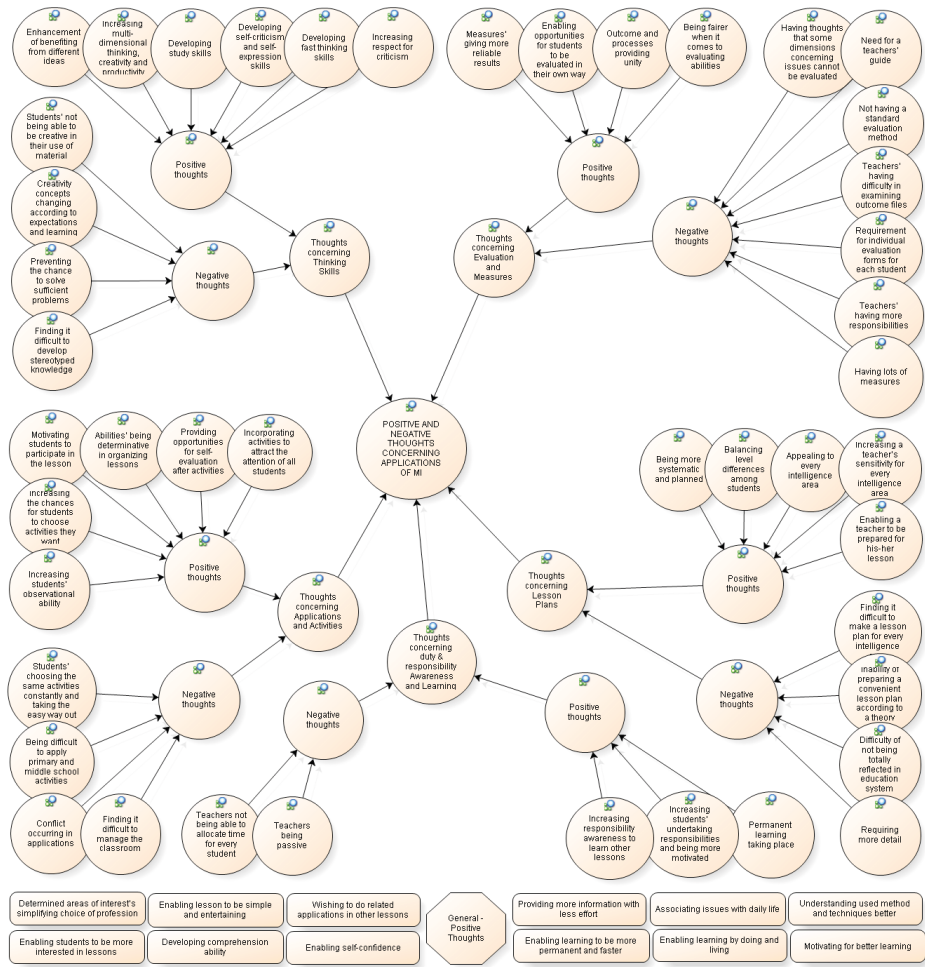 Enhancement
of benefiting
from different
ideas
Increasing
multi-
dimensional
thinking,
creativity and
productivity
Developing
study skills
Developing
self-criticism
and self-
expression
skills
Developing
fast thinking
skills
Increasing
respect for
criticism
Measures'
giving more
reliable
results
Enabling
opportunities
for students
to be
evaluated in
their own way
Outcome and
processes
providing
unity
Being fairer
when it
comes to
evaluating
abilities
Having thoughts
that some
dimensions
concerning
issues cannot
be evaluated
Need for a
teachers'
guide
Students' not
being able to
be creative in
their use of
material
Positive
thoughts
Positive
thoughts
Not having a
standard
evaluation
method
Creativity
concepts
changing
according to
expectations
and learning
Teachers'
having
difficulty in
examining
outcome files
Preventing
the chance
to solve
sufficient
problems
Negative
thoughts
Thoughts
concerning
Thinking
Skills
Thoughts
concerning
Evaluation
and
Measures
Negative
thoughts
Requirement
for individual
evaluation
forms for
each student
Finding it
difficult to
develop
stereotyped
knowledge
Teachers'
having more
responsibilities
Having lots of
measures
POSITIVE AND
NEGATIVE
THOUGHTS
CONCERNING
APPLICATIONS
OF MI
Motivating
students to
participate in
the lesson
Abilities' being
determinative
in organizing
lessons
Providing
opportunities
for self-
evaluation
after activities
Incorporating
activities to
attract the
attention of all
students
Being more
systematic
and planned
Balancing
level
differences
among
students
Appealing to
every
intelligence
area
Increasing a
teacher's
sensitivity for
every
intelligence
area
Increasing
the chances
for students
to choose
activities they
want
Enabling a
teacher to be
prepared for
his-her
lesson
Increasing
students'
observational
ability
Positive
thoughts
Thoughts
concerning
Applications
and Activities
Thoughts
concerning
Lesson
Plans
Positive
thoughts
Students'
choosing
the same
activities
constantly and
taking the
easy way out
Negative
thoughts
Thoughts
concerning
duty &
responsibility
Awareness
and Learning
Finding it
difficult to
make a lesson
plan for every
intelligence
Inability of
preparing a
convenient
lesson plan
according to
a theory
Being difficult
to apply
primary and
middle school
activities
Negative
thoughts
Positive
thoughts
Negative
thoughts
Difficulty of
not being
totally
reflected in
education
system
Conflict
occurring in
applications
Finding it
difficult to
manage the
classroom
Teachers not
being able to
allocate time
for every
student
Teachers
being
passive
Increasing
responsibility
awareness to
learn other
lessons
Increasing
students'
undertaking
responsibilities
and being more
motivated
Permanent
learning
taking place
Requiring
more detail
Determined areas of interest's
simplifying choice of profession
Enabling lesson to be simple
and entertaining
Wishing to do related
applications in other lessons
General -
Positive
Thoughts
Providing more information with
less effort
Associating issues with daily life
Understanding used method
and techniques better
Enabling students to be more
interested in lessons
Developing comprehension
ability
Enabling self-confidence
Enabling learning to be more
permanent and faster
Enabling learning by doing and
living
Motivating for better learning